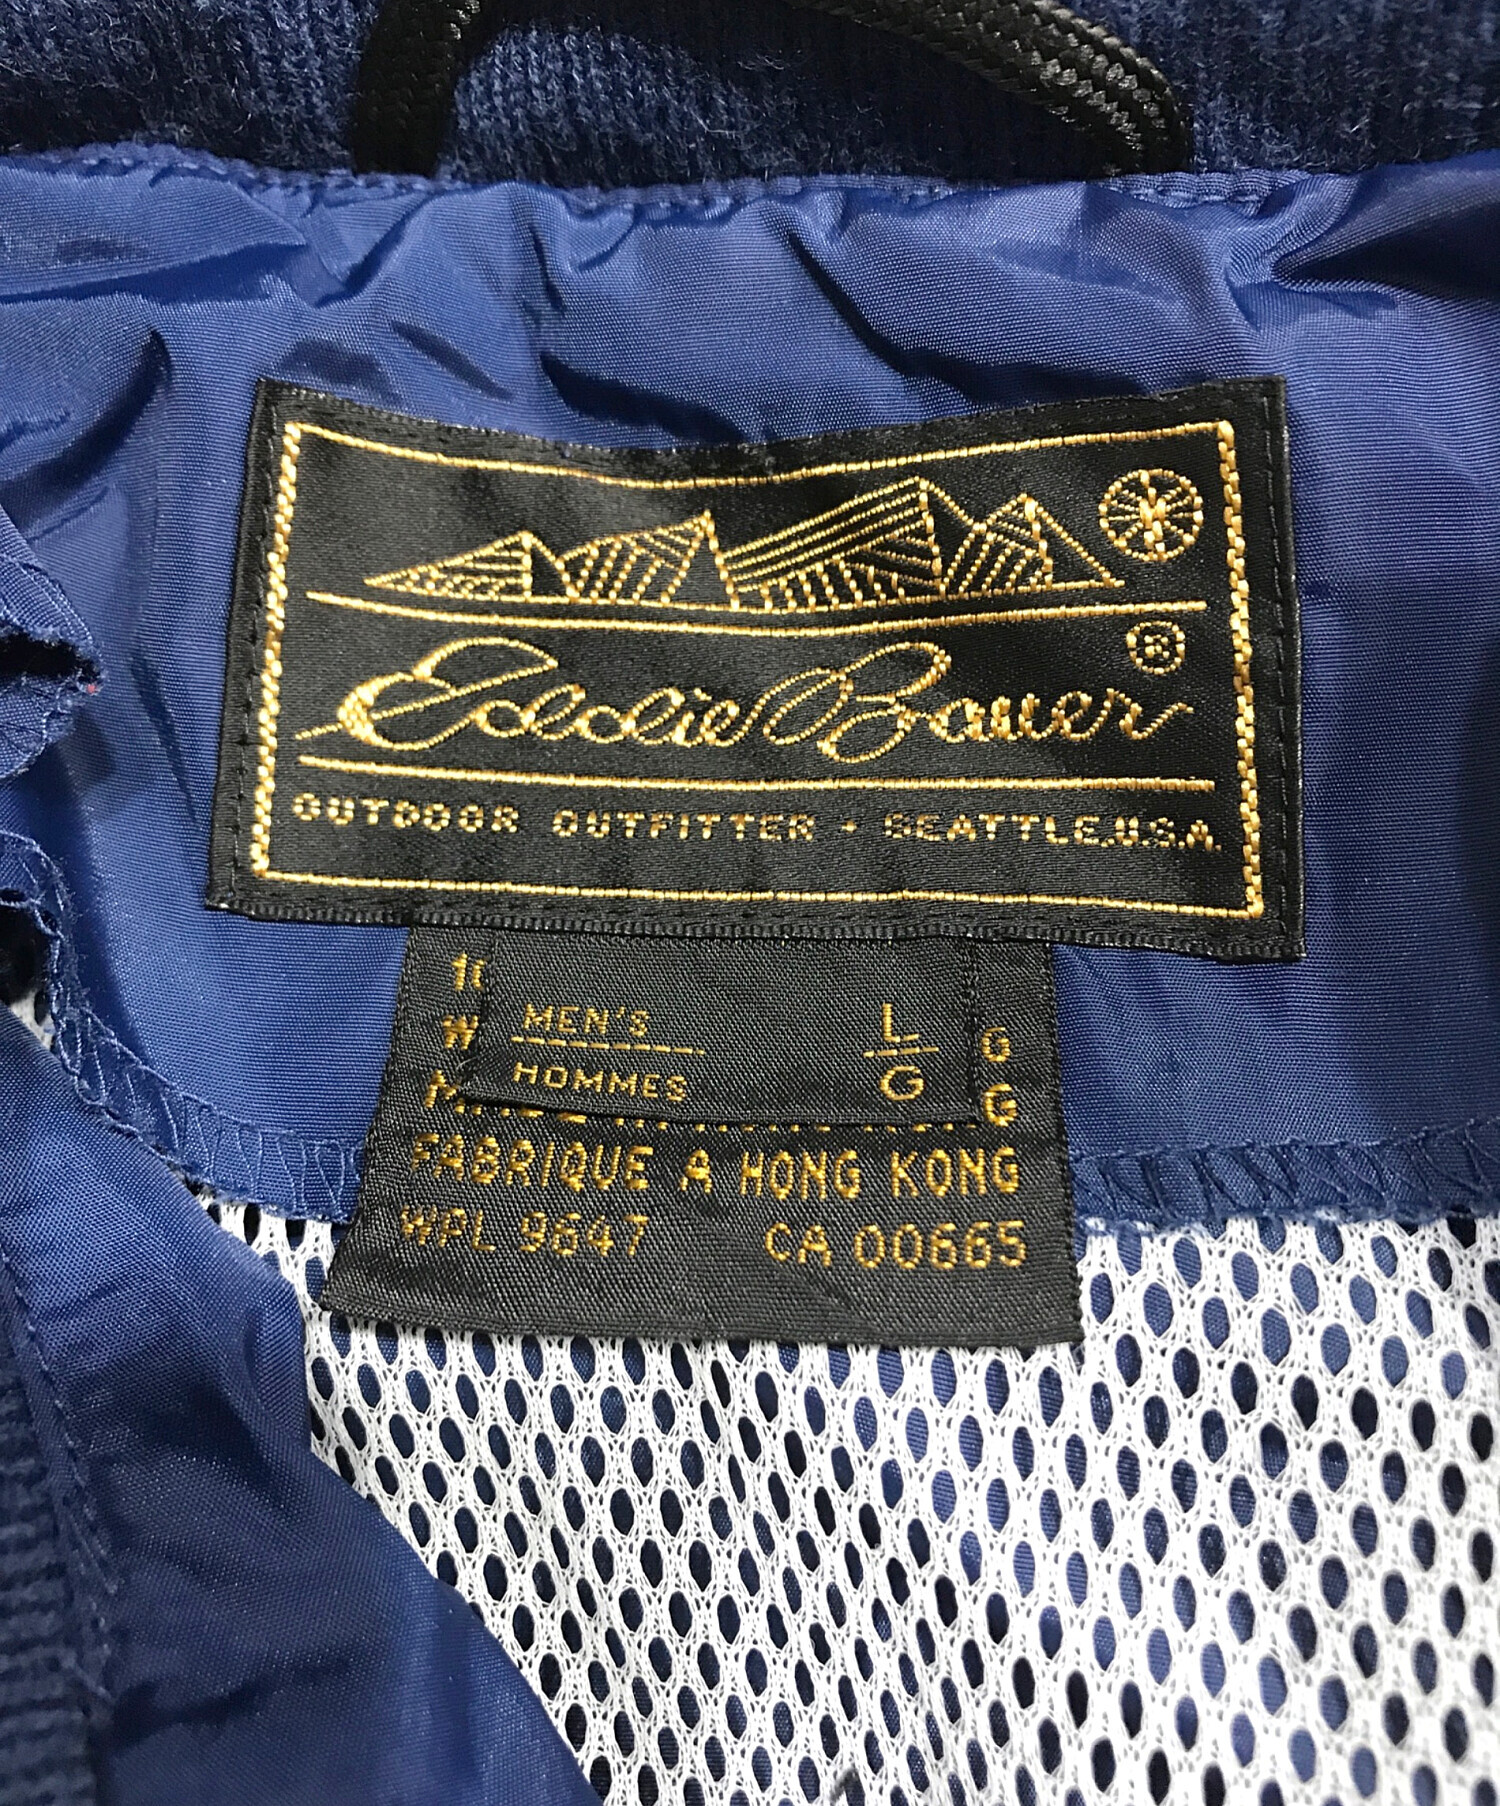 Eddie Bauer ®
OUTDOOR OUTFITTER · SEATTLE, U.S.A.
MEN'S L
HOMMES G
FABRIQUE A HONG KONG
WPL 9647 CA 00665